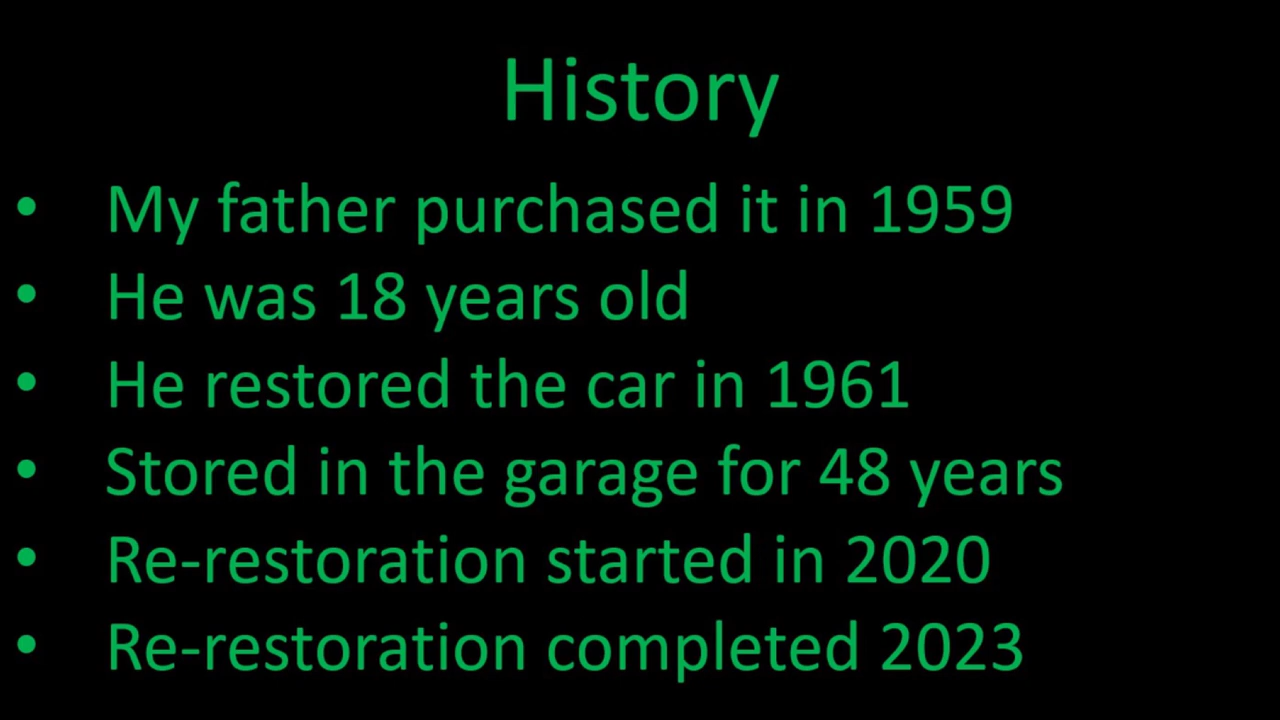 History
• My father purchased it in 1959
• He was 18 years old
• He restored the car in 1961
• Stored in the garage for 48 years
• Re-restoration started in 2020
• Re-restoration completed 2023